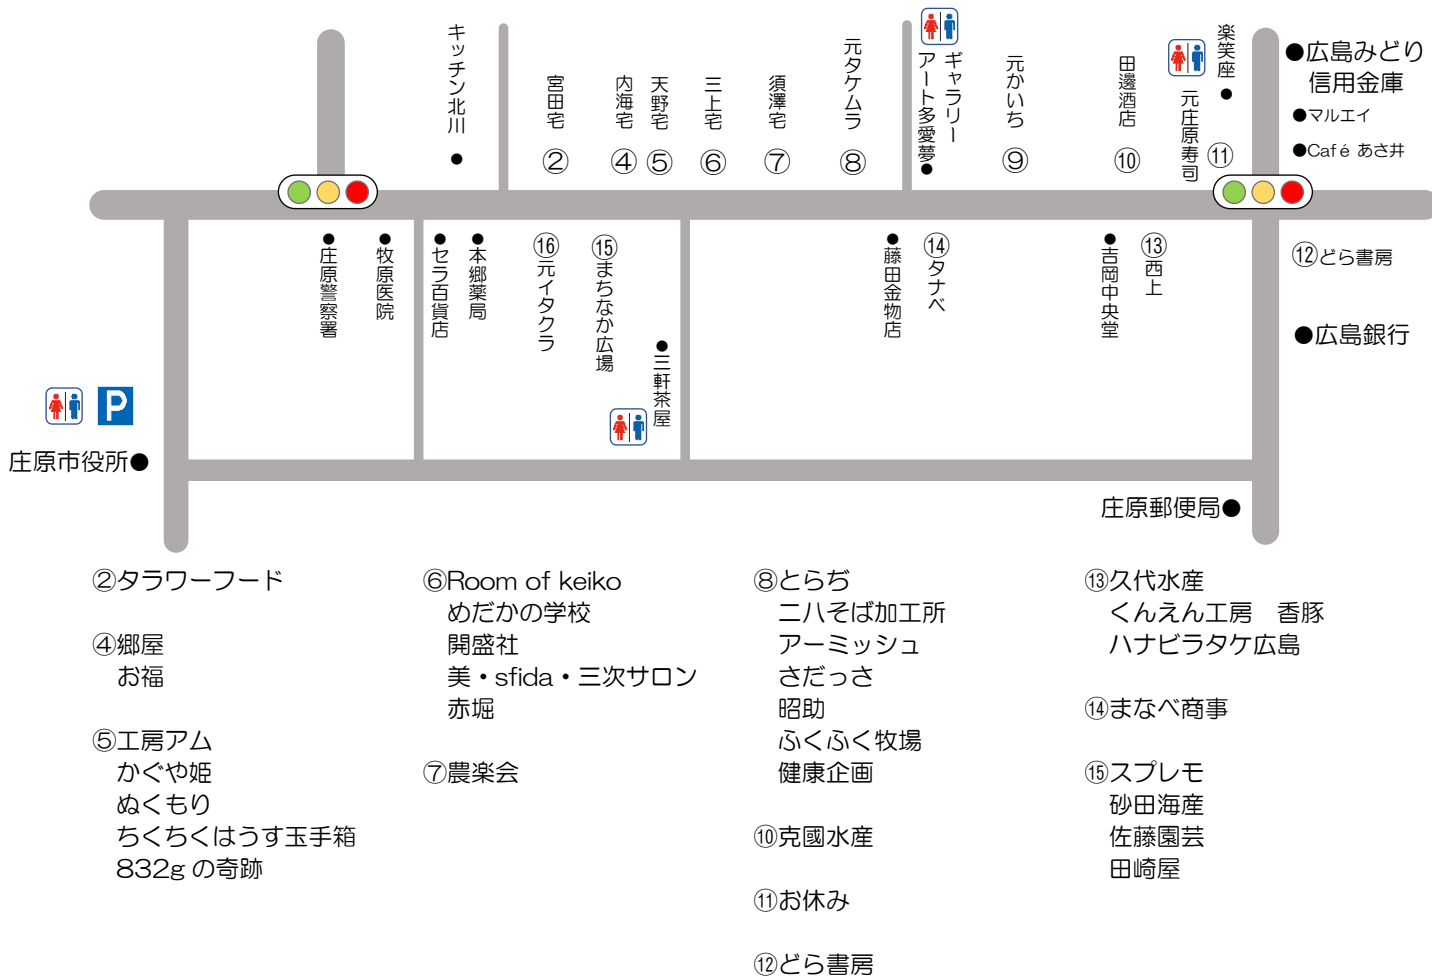 キッチン北川
宮田宅
②
内海宅
④
天野宅
⑤
三上宅
⑥
須澤宅
⑦
元タケムラ
⑧
ギャラリー
アート多愛夢
元かいち
⑨
田邊酒店
⑩
元庄原寿司
楽笑座
⑪
広島みどり
信用金庫
マルエイ
Café あさ井
庄原警察署
牧原医院
セラ百貨店
本郷薬局
⑯元イタクラ
⑮まちなか広場
三軒茶屋
藤田金物店
⑭タナベ
吉岡中央堂
⑬西上
⑫どら書房
広島銀行
P
庄原市役所
庄原郵便局
②タラワーフード
④郷屋
お福
⑤工房アム
かぐや姫
ぬくもり
ちくちくはうす玉手箱
832g の奇跡
⑥Room of keiko
めだかの学校
開盛社
美・sfida・三次サロン
赤堀
⑦農楽会
⑧とらぢ
二八そば加工所
アーミッシュ
さだっさ
昭助
ふくふく牧場
健康企画
⑩克國水産
⑪お休み
⑫どら書房
⑬久代水産
くんえん工房　香豚
ハナビラタケ広島
⑭まなべ商事
⑮スプレモ
砂田海産
佐藤園芸
田崎屋